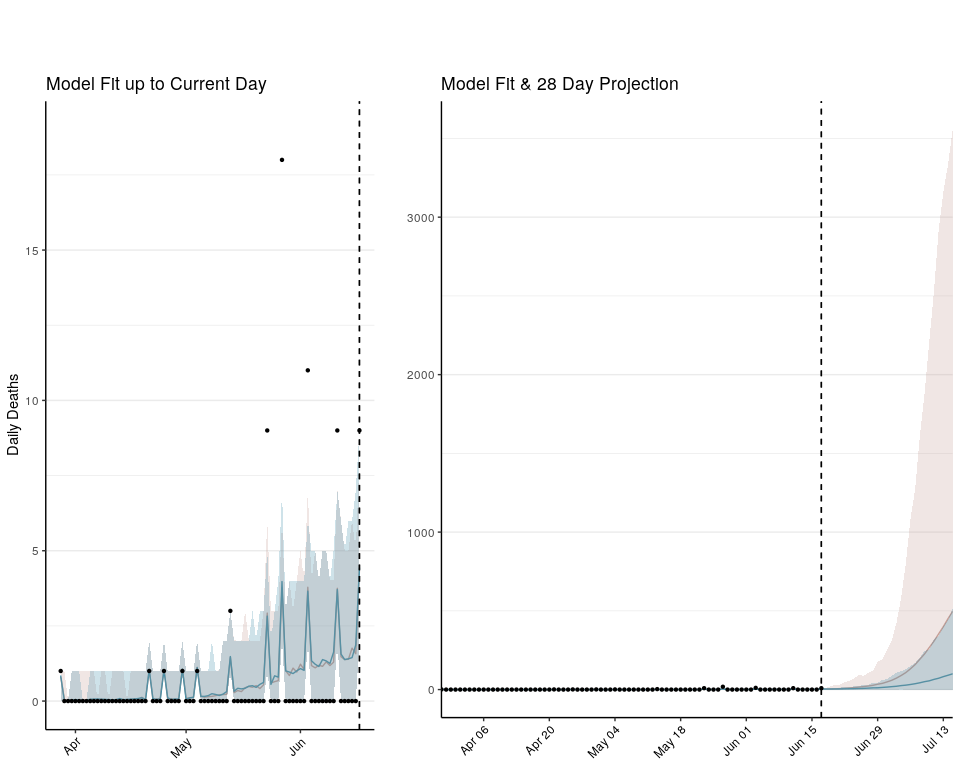 Model Fit up to Current Day
Model Fit & 28 Day Projection
Daily Deaths
15
10
5
0
Apr
May
Jun
3000
2000
1000
0
Apr 06
Apr 20
May 04
May 18
Jun 01
Jun 15
Jun 29
Jul 13